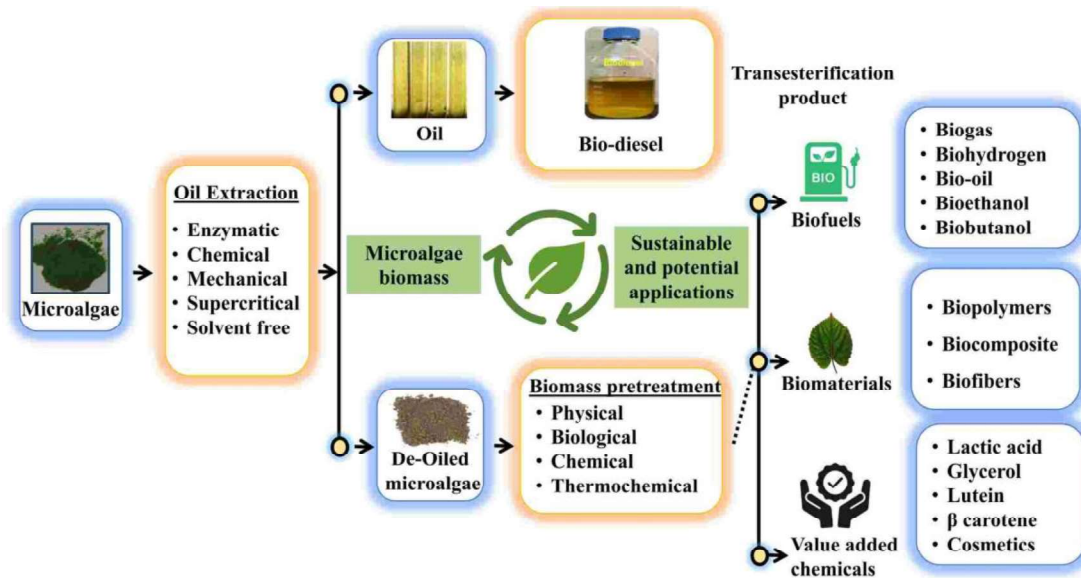 Microalgae
Oil Extraction
• Enzymatic
• Chemical
• Mechanical
• Supercritical
• Solvent free
Oil
Biodiesel
Bio-diesel
Transesterification
product
Microalgae
biomass
Sustainable
and potential
applications
De-Oiled
microalgae
Biomass pretreatment
• Physical
• Biological
• Chemical
• Thermochemical
BIO
Biofuels
• Biogas
• Biohydrogen
• Bio-oil
• Bioethanol
• Biobutanol
Biomaterials
• Biopolymers
• Biocomposite
• Biofibers
Value added
chemicals
• Lactic acid
• Glycerol
• Lutein
• β carotene
• Cosmetics